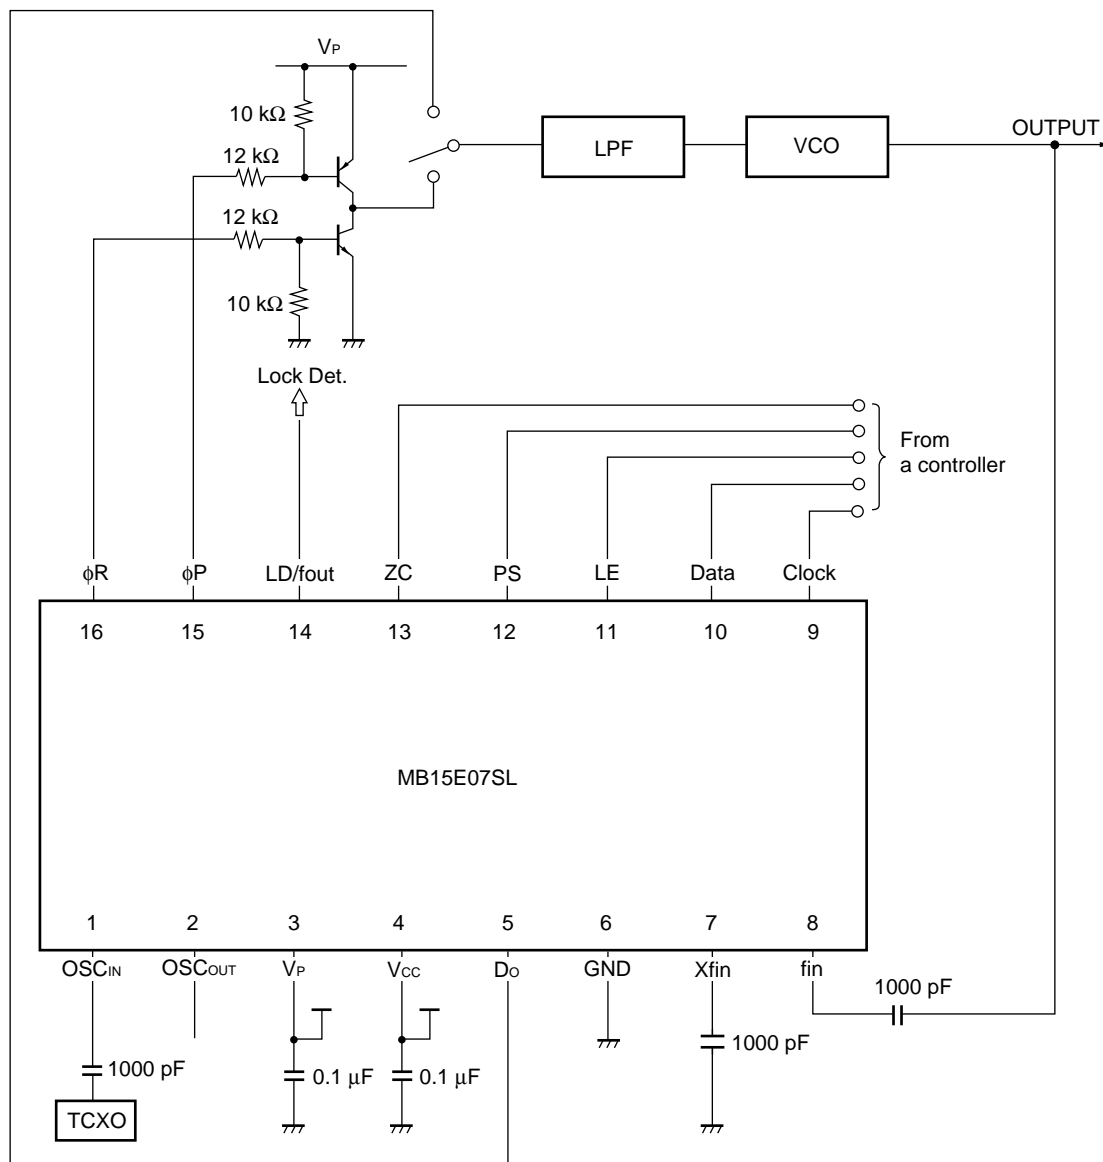 VP
10 kΩ
12 kΩ
12 kΩ
10 kΩ
LPF
VCO
OUTPUT
Lock Det.
From
a controller
ϕR ϕP LD/fout ZC PS LE Data Clock
16 15 14 13 12 11 10 9
MB15E07SL
1 2 3 4 5 6 7 8
OSCIN OSCOUT VP VCC DO GND Xfin fin
1000 pF
1000 pF
1000 pF
0.1 µF
0.1 µF
TCXO